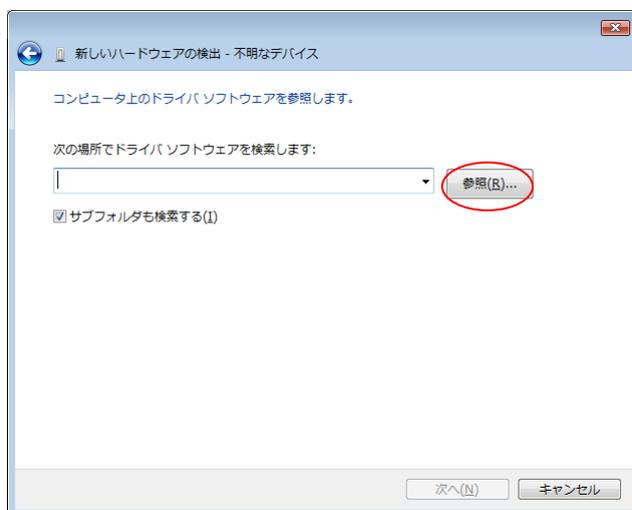 新しいハードウェアの検出 - 不明なデバイス
コンピュータ上のドライバ ソフトウェアを参照します。
次の場所でドライバ ソフトウェアを検索します:
参照(R)...
サブフォルダも検索する(I)
次へ(N)
キャンセル